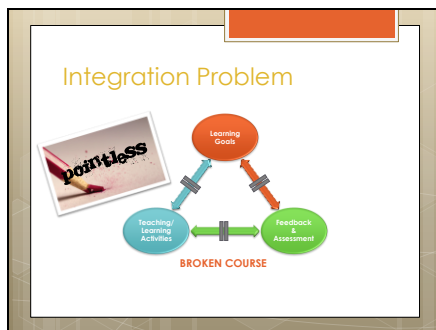 Integration Problem
pointless
Learning
Goals
Teaching/
Learning
Activities
Feedback
&
Assessment
BROKEN COURSE